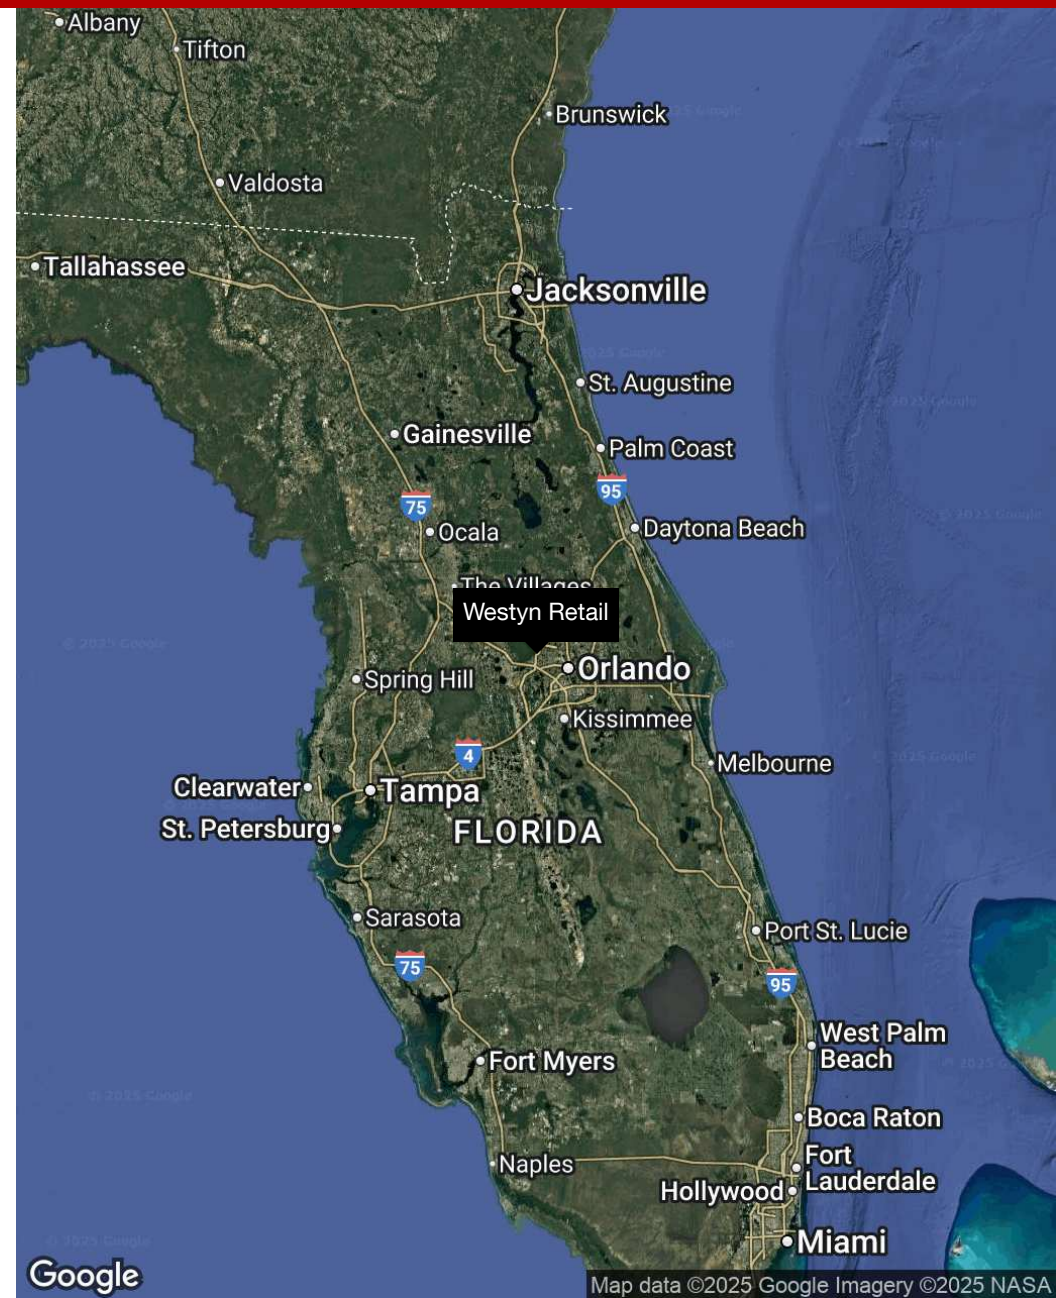 Albany
Tifton
Brunswick
Valdosta
Tallahassee
Jacksonville
St. Augustine
Gainesville
Palm Coast
95
75
Daytona Beach
Ocala
The Villages
Westyn Retail
Orlando
Spring Hill
Kissimmee
4
Melbourne
Clearwater
Tampa
St. Petersburg
FLORIDA
Sarasota
Port St. Lucie
75
95
West Palm
Beach
Fort Myers
Boca Raton
Naples
Fort
Lauderdale
Hollywood
Miami
Google
Map data ©2025 Google Imagery ©2025 NASA